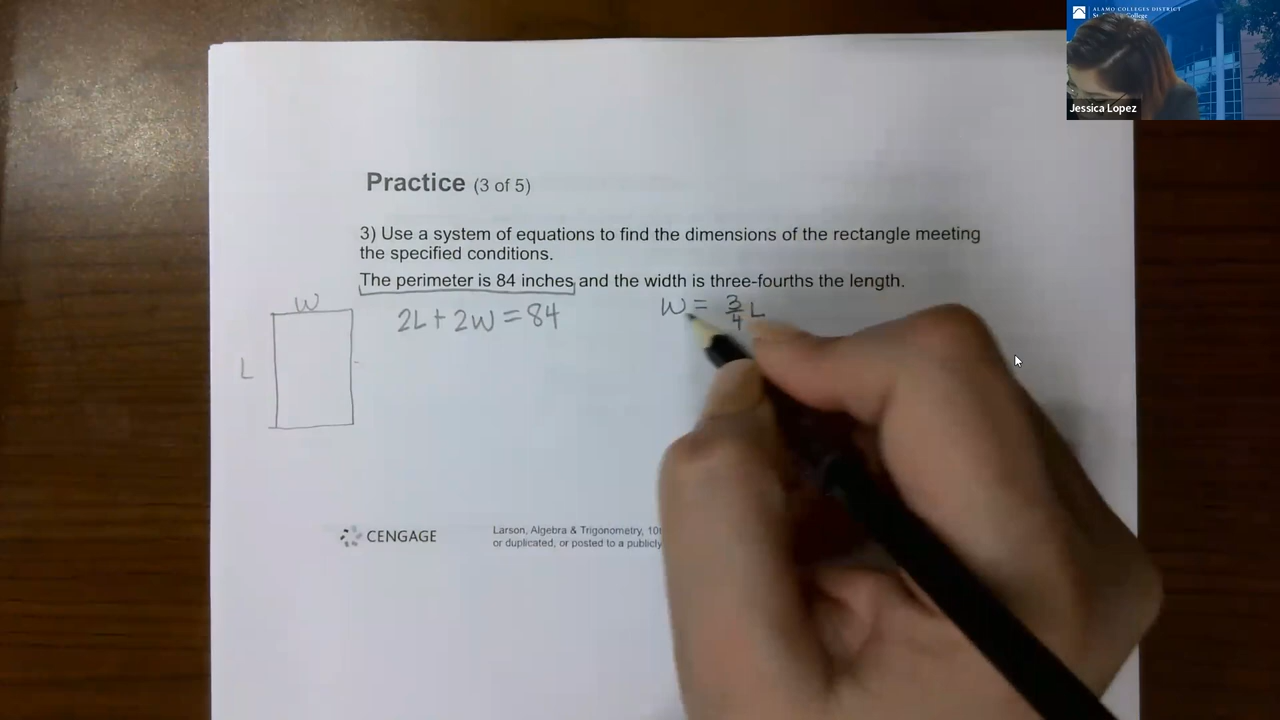 ALAMO COLLEGES DISTRICT
Jessica Lopez
Practice (3 of 5)
3) Use a system of equations to find the dimensions of the rectangle meeting
the specified conditions.
The perimeter is 84 inches and the width is three-fourths the length.
W
2L + 2W = 84
W = 3/4 L
L
CENGAGE
Larson, Algebra & Trigonometry,
or duplicated, or posted to a publicly